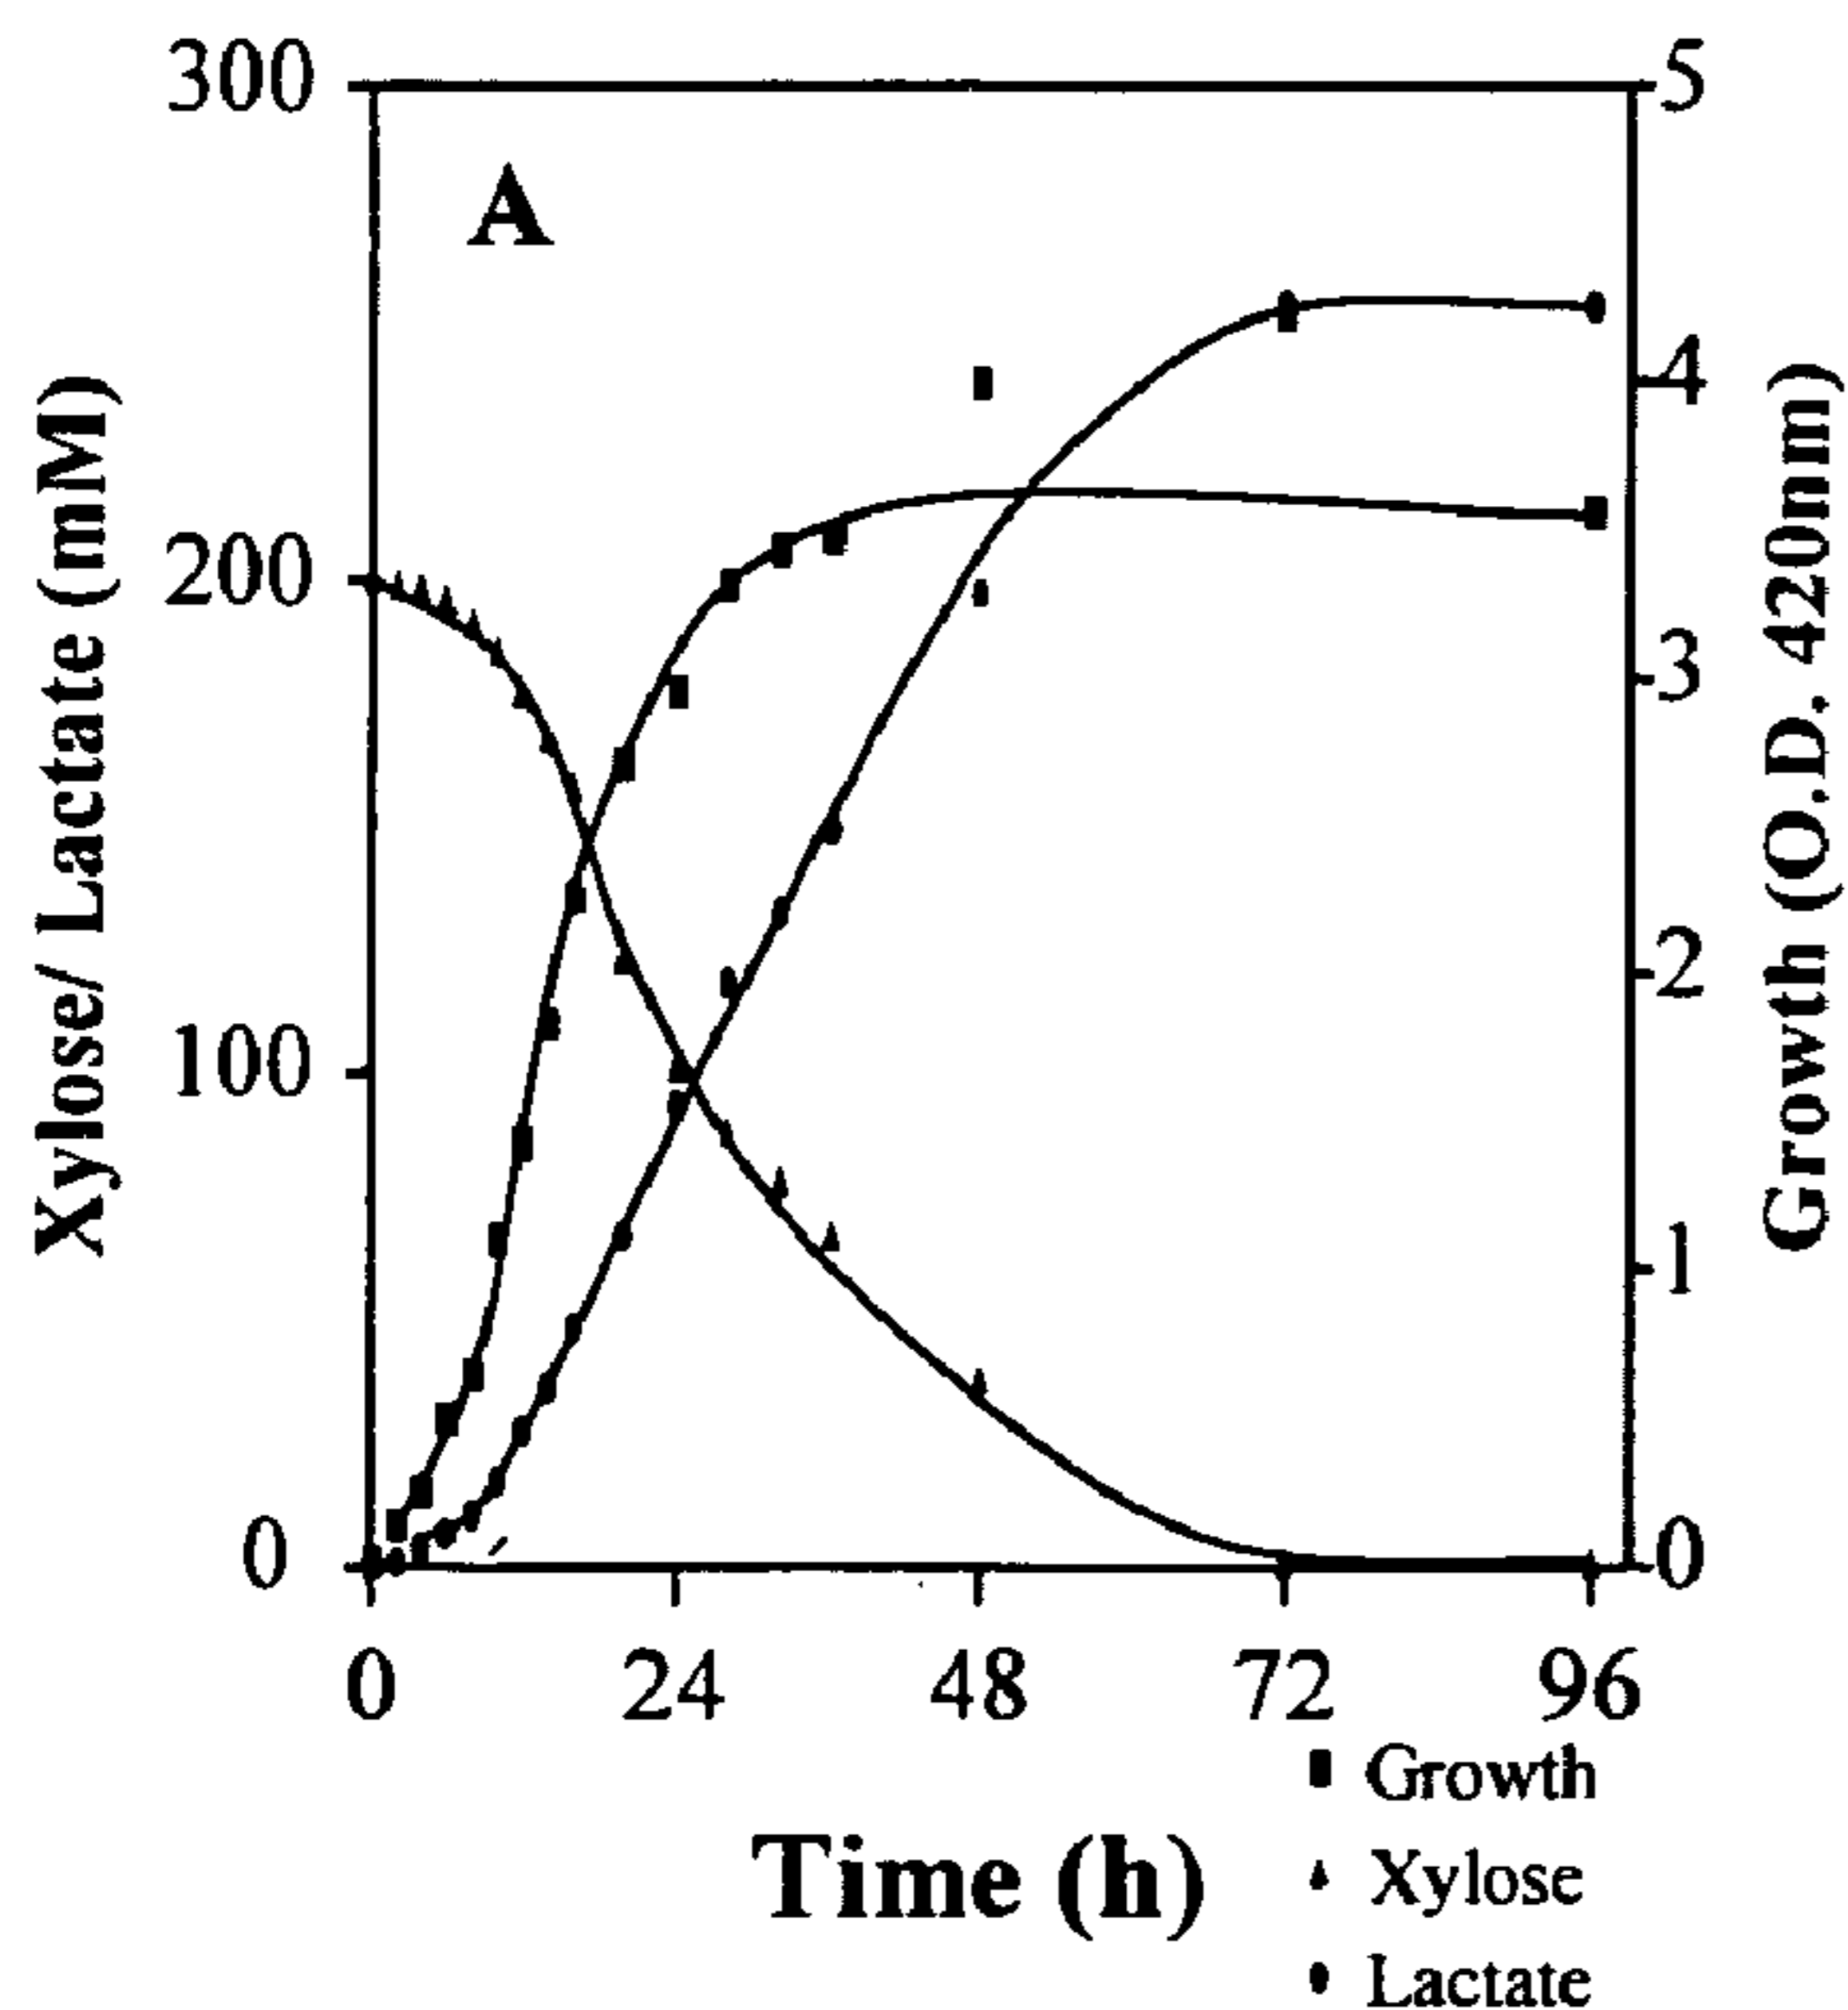 300
200
100
0
Xylose/ Lactate (mM)
A
5
4
3
2
1
0
Growth (O.D. 420nm)
0 24 48 72 96
Time (h)
Growth
Xylose
Lactate